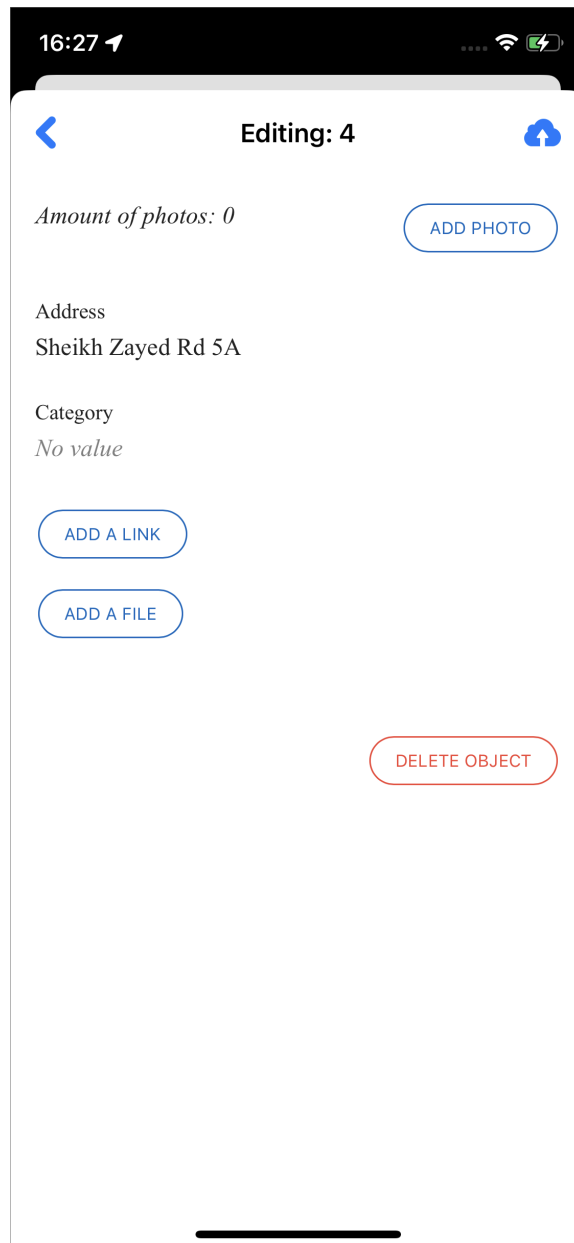 16:27
Editing: 4
Amount of photos: 0
ADD PHOTO
Address
Sheikh Zayed Rd 5A
Category
No value
ADD A LINK
ADD A FILE
DELETE OBJECT